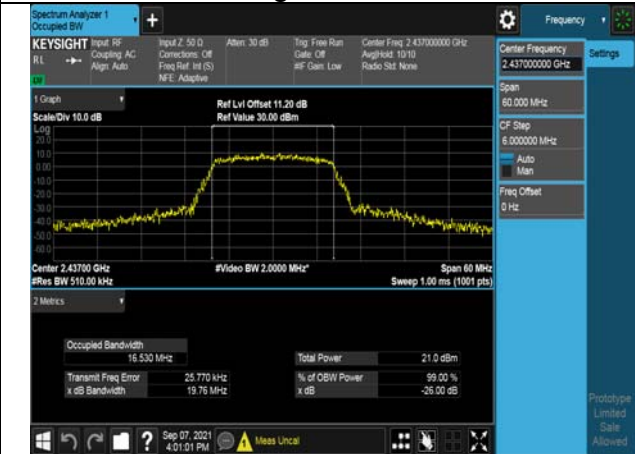 Spectrum Analyzer 1
Occupied BW
+
Frequency
KEYSIGHT
RL
Input: RF
Coupling: AC
Align: Auto
Input Z: 50 Ω
Corrections: Off
Freq Ref: Int (S)
NFE: Adaptive
Atten: 30 dB
Trig: Free Run
Gate: Off
#IF Gain: Low
Center Freq: 2.437000000 GHz
Avg|Hold: 10/10
Radio Std: None
Center Frequency
2.437000000 GHz
Settings
Span
60.000 MHz
CF Step
6.000000 MHz
Auto
Man
Freq Offset
0 Hz
1 Graph
Scale/Div 10.0 dB
Ref Lvl Offset 11.20 dB
Ref Value 30.00 dBm
Log
20.0
10.0
0.00
-10.0
-20.0
-30.0
-40.0
-50.0
-60.0
Center 2.43700 GHz
#Res BW 510.00 kHz
#Video BW 2.0000 MHz*
Span 60 MHz
Sweep 1.00 ms (1001 pts)
2 Metrics
Occupied Bandwidth
16.530 MHz
Total Power 21.0 dBm
Transmit Freq Error 25.770 kHz
% of OBW Power 99.00 %
x dB Bandwidth 19.76 MHz
x dB -26.00 dB
Prototype
Limited
Sale
Allowed
?
Sep 07, 2021
4:01:01 PM
Meas Uncal